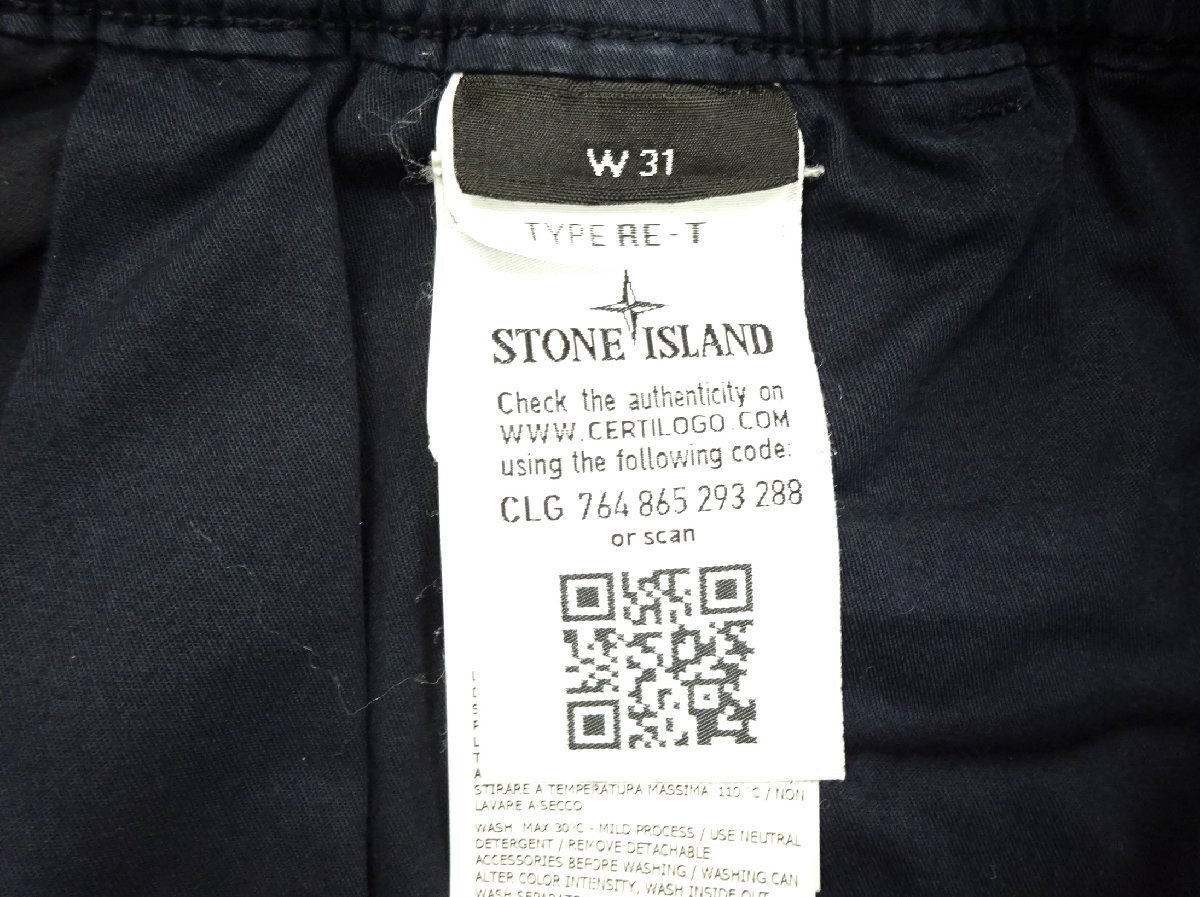 W 31
TYPE RE-T
STONE ISLAND
Check the authenticity on
WWW.CERTILOGO.COM
using the following code:
CLG 764 865 293 288
or scan
STIRARE A TEMPERATURA MASSIMA 110 °C / NON
LAVARE A SECCO
WASH MAX 30°C - MILD PROCESS / USE NEUTRAL
DETERGENT / REMOVE DETACHABLE
ACCESSORIES BEFORE WASHING / WASHING CAN
ALTER COLOR INTENSITY, WASH INSIDE OUT